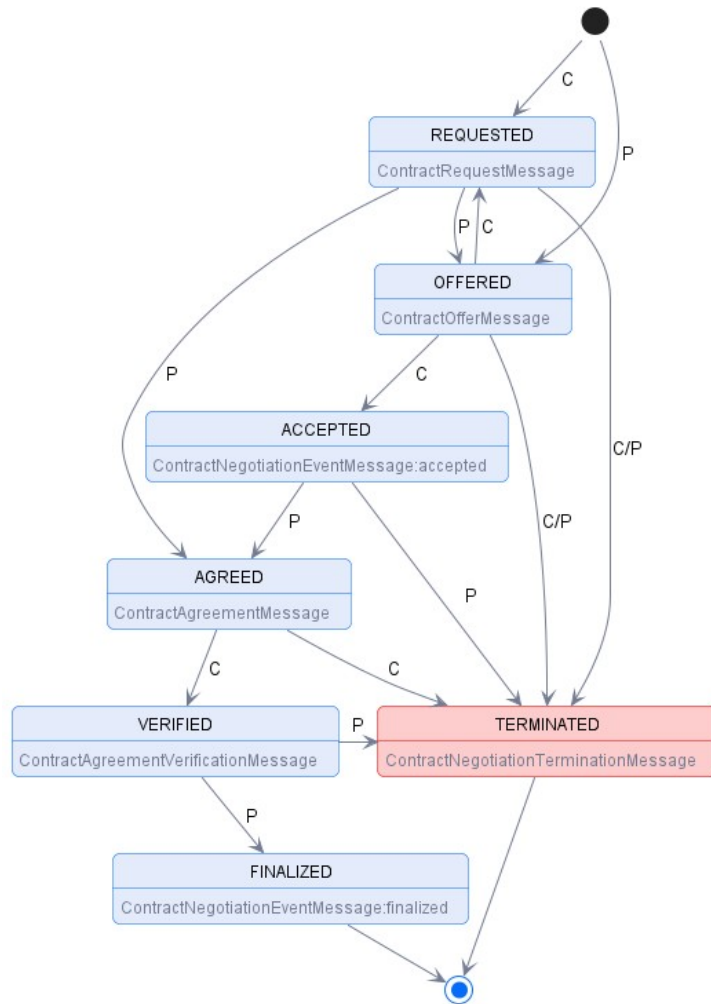 C
P
REQUESTED
ContractRequestMessage
P
C
OFFERED
ContractOfferMessage
P
C
C/P
ACCEPTED
ContractNegotiationEventMessage:accepted
P
C/P
P
AGREED
ContractAgreementMessage
C
C
VERIFIED
ContractAgreementVerificationMessage
P
TERMINATED
ContractNegotiationTerminationMessage
P
FINALIZED
ContractNegotiationEventMessage:finalized